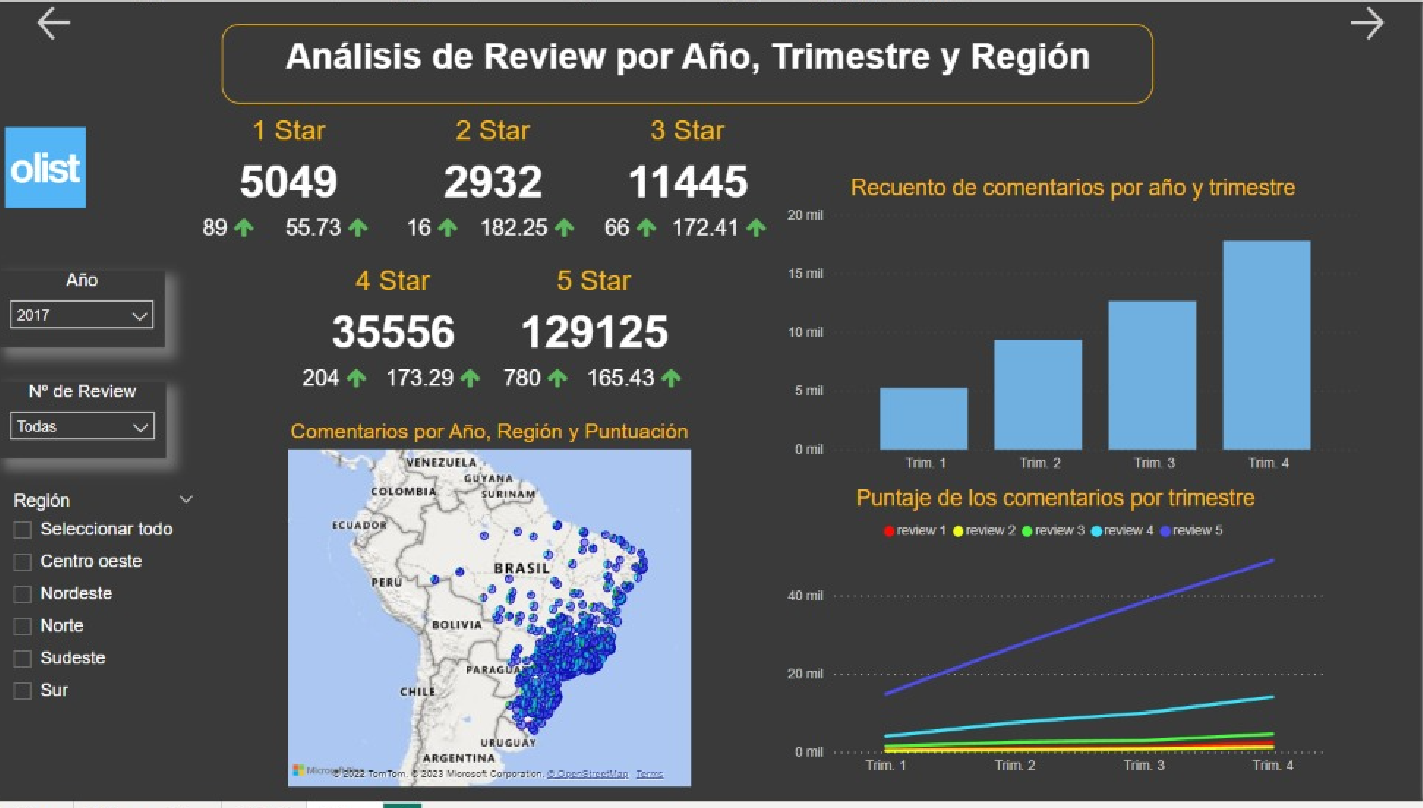 Análisis de Review por Año, Trimestre y Región
olist
1 Star
2 Star
3 Star
5049
2932
11445
89 55.73
16 182.25
66 172.41
4 Star
5 Star
35556
129125
204 173.29
780 165.43
Año
2017
Nº de Review
Todas
Región
Seleccionar todo
Centro oeste
Nordeste
Norte
Sudeste
Sur
Comentarios por Año, Región y Puntuación
VENEZUELA
GUYANA
COLOMBIA
SURINAM
ECUADOR
BRASIL
PERÚ
BOLIVIA
PARAGUAY
CHILE
URUGUAY
ARGENTINA
© 2022 TomTom, © 2023 Microsoft Corporation, © OpenStreetMap Terms
Recuento de comentarios por año y trimestre
20 mil
15 mil
10 mil
5 mil
0 mil
Trim. 1 Trim. 2 Trim. 3 Trim. 4
Puntaje de los comentarios por trimestre
review 1 review 2 review 3 review 4 review 5
40 mil
20 mil
0 mil
Trim. 1 Trim. 2 Trim. 3 Trim. 4